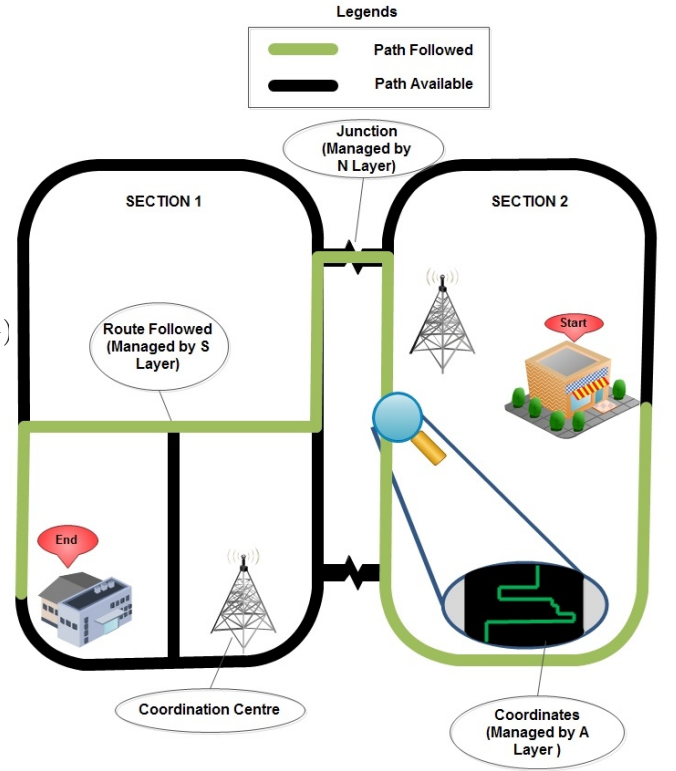 Legends
Path Followed
Path Available
Junction
(Managed by
N Layer)
SECTION 1
SECTION 2
)
Route Followed
(Managed by S
Layer)
Start
End
Coordination Centre
Coordinates
(Managed by A
Layer )